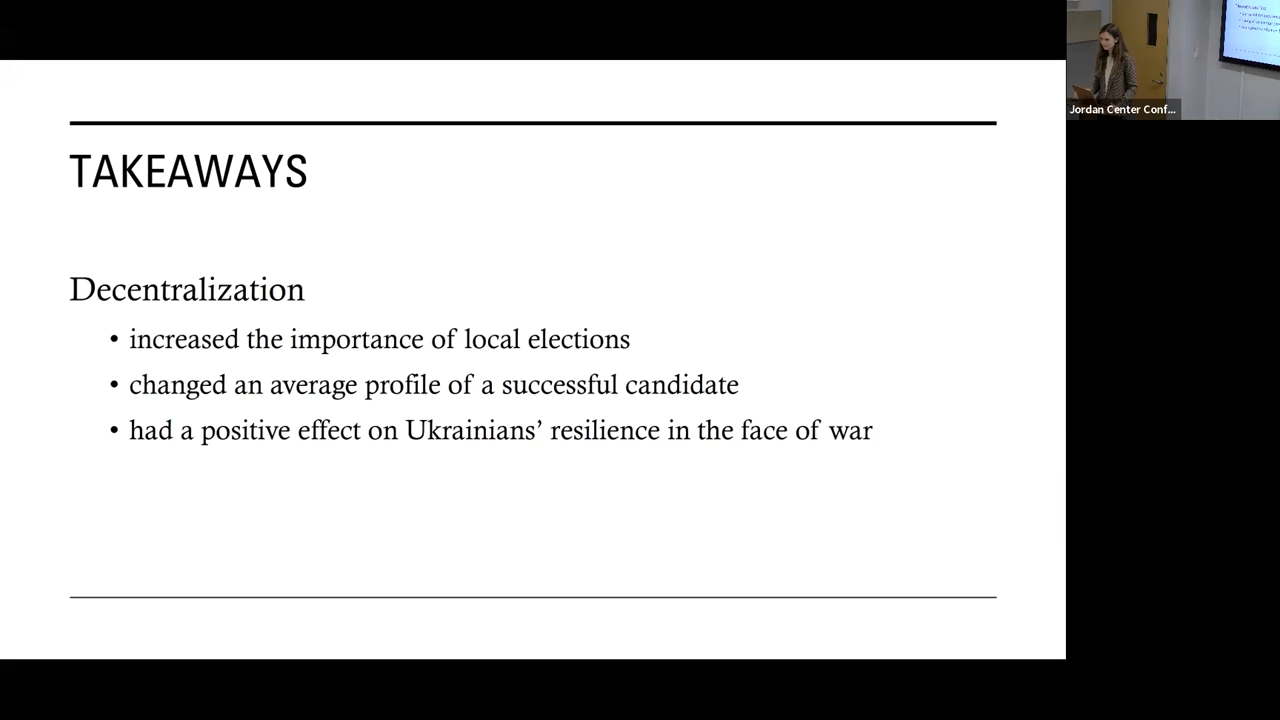 TAKEAWAYS
Decentralization
• increased the importance of local elections
• changed an average profile of a successful candidate
• had a positive effect on Ukrainians’ resilience in the face of war
Jordan Center Conf...